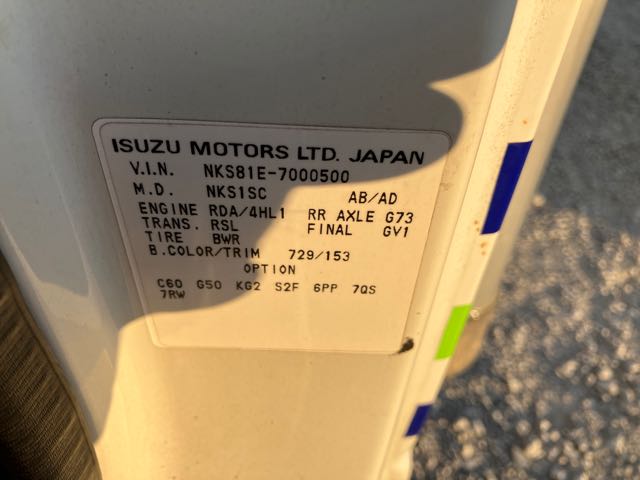 ISUZU MOTORS LTD. JAPAN
V.I.N. NKS81E-7000500
M.D. NKS1SC AB/AD
ENGINE RDA/4HL1 RR AXLE G73
TRANS. RSL FINAL GV1
TIRE BWR
B.COLOR/TRIM 729/153
OPTION
C60 G50 KG2 S2F 6PP 7QS
7RW